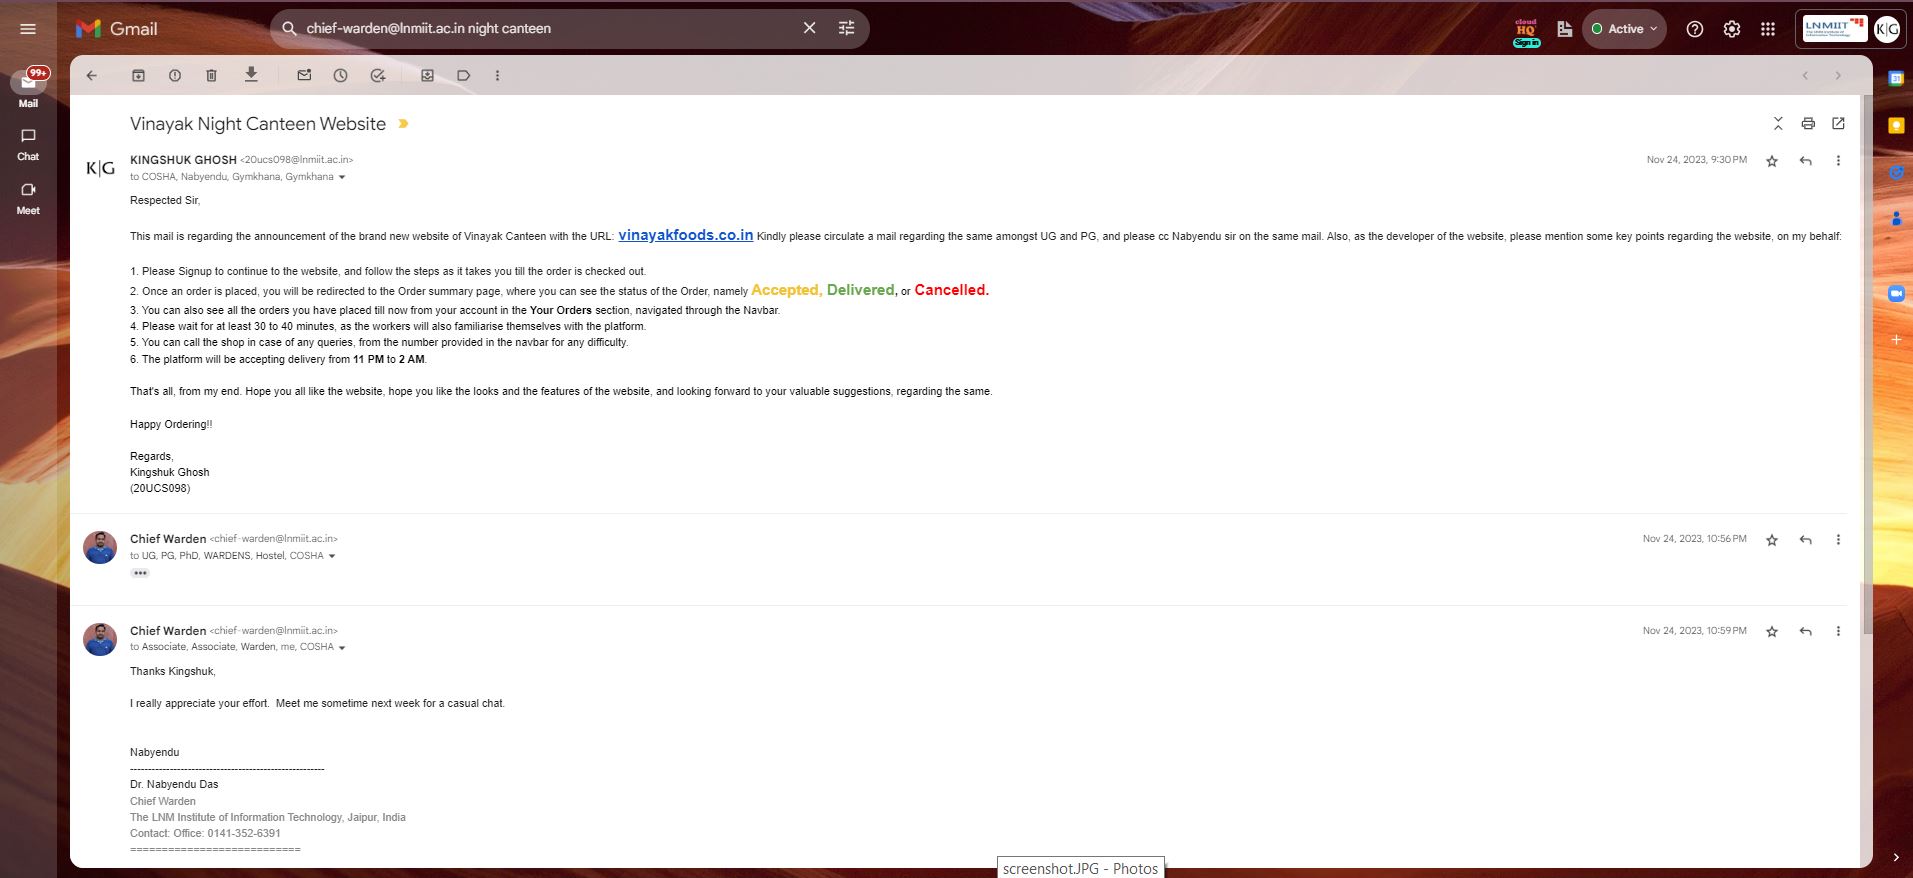 Gmail
chief-warden@lnmiit.ac.in night canteen
cloud
HQ
Sign in
Active
LNMIIT
K|G
99+
Mail
Chat
Meet
31
Vinayak Night Canteen Website
K|G
KINGSHUK GHOSH <20ucs098@lnmiit.ac.in>
Nov 24, 2023, 9:30 PM
to COSHA, Nabyendu, Gymkhana, Gymkhana
Respected Sir,
This mail is regarding the announcement of the brand new website of Vinayak Canteen with the URL: vinayakfoods.co.in Kindly please circulate a mail regarding the same amongst UG and PG, and please cc Nabyendu sir on the same mail. Also, as the developer of the website, please mention some key points regarding the website, on my behalf:
1. Please Signup to continue to the website, and follow the steps as it takes you till the order is checked out.
2. Once an order is placed, you will be redirected to the Order summary page, where you can see the status of the Order, namely Accepted, Delivered, or Cancelled.
3. You can also see all the orders you have placed till now from your account in the Your Orders section, navigated through the Navbar.
4. Please wait for at least 30 to 40 minutes, as the workers will also familiarise themselves with the platform.
5. You can call the shop in case of any queries, from the number provided in the navbar for any difficulty.
6. The platform will be accepting delivery from 11 PM to 2 AM.
That's all, from my end. Hope you all like the website, hope you like the looks and the features of the website, and looking forward to your valuable suggestions, regarding the same.
Happy Ordering!!
Regards,
Kingshuk Ghosh
(20UCS098)
Chief Warden <chief-warden@lnmiit.ac.in>
Nov 24, 2023, 10:56 PM
to UG, PG, PhD, WARDENS, Hostel, COSHA
Chief Warden <chief-warden@lnmiit.ac.in>
Nov 24, 2023, 10:59 PM
to Associate, Associate, Warden, me, COSHA
Thanks Kingshuk,
I really appreciate your effort.  Meet me sometime next week for a casual chat.
Nabyendu
------------------------------------------------------
Dr. Nabyendu Das
Chief Warden
The LNM Institute of Information Technology, Jaipur, India
Contact: Office: 0141-352-6391
===========================
screenshot.JPG - Photos